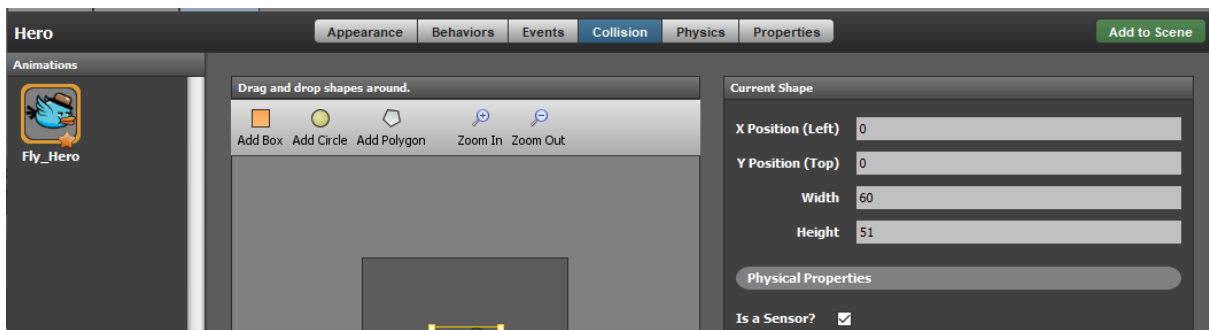 Hero
Appearance Behaviors Events Collision Physics Properties
Add to Scene
Animations
Fly_Hero
Drag and drop shapes around.
Add Box Add Circle Add Polygon Zoom In Zoom Out
Current Shape
X Position (Left) 0
Y Position (Top) 0
Width 60
Height 51
Physical Properties
Is a Sensor?